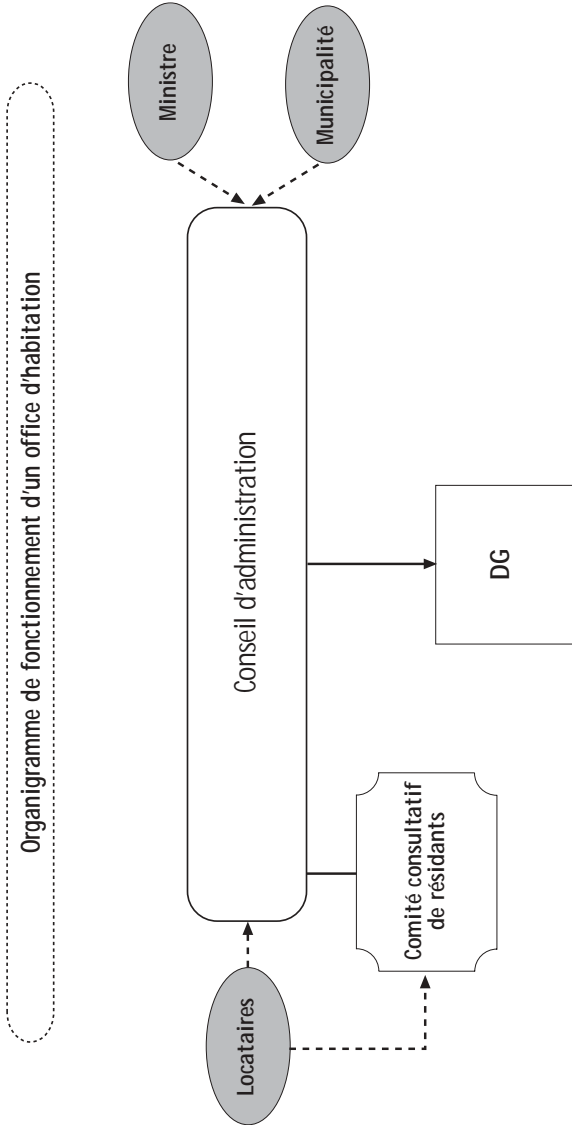 Organigramme de fonctionnement d'un office d'habitation
Ministre
Municipalité
Conseil d'administration
Locataires
Comité consultatif
de résidants
DG